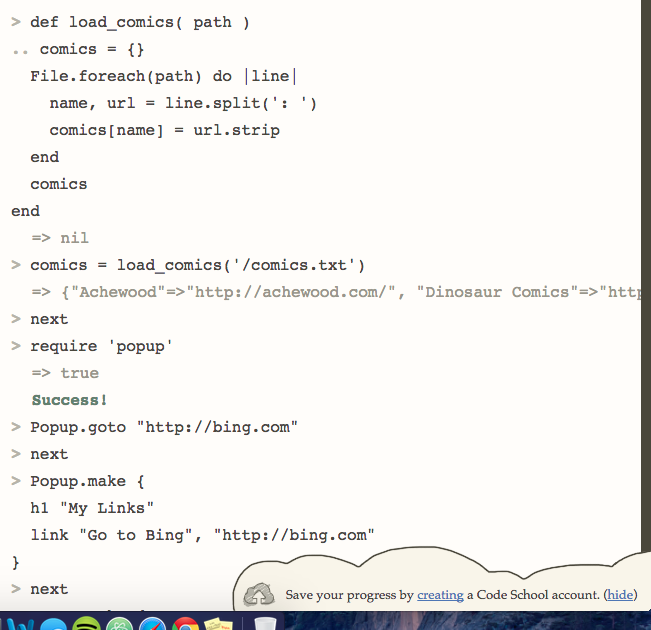 > def load_comics( path )
.. comics = {}
File.foreach(path) do |line|
name, url = line.split(': ')
comics[name] = url.strip
end
comics
end
=> nil
> comics = load_comics('/comics.txt')
=> {"Achewood"=>"http://achewood.com/", "Dinosaur Comics"=>"http
> next
> require 'popup'
=> true
Success!
> Popup.goto "http://bing.com"
> next
> Popup.make {
h1 "My Links"
link "Go to Bing", "http://bing.com"
}
> next
Save your progress by creating a Code School account. (hide)